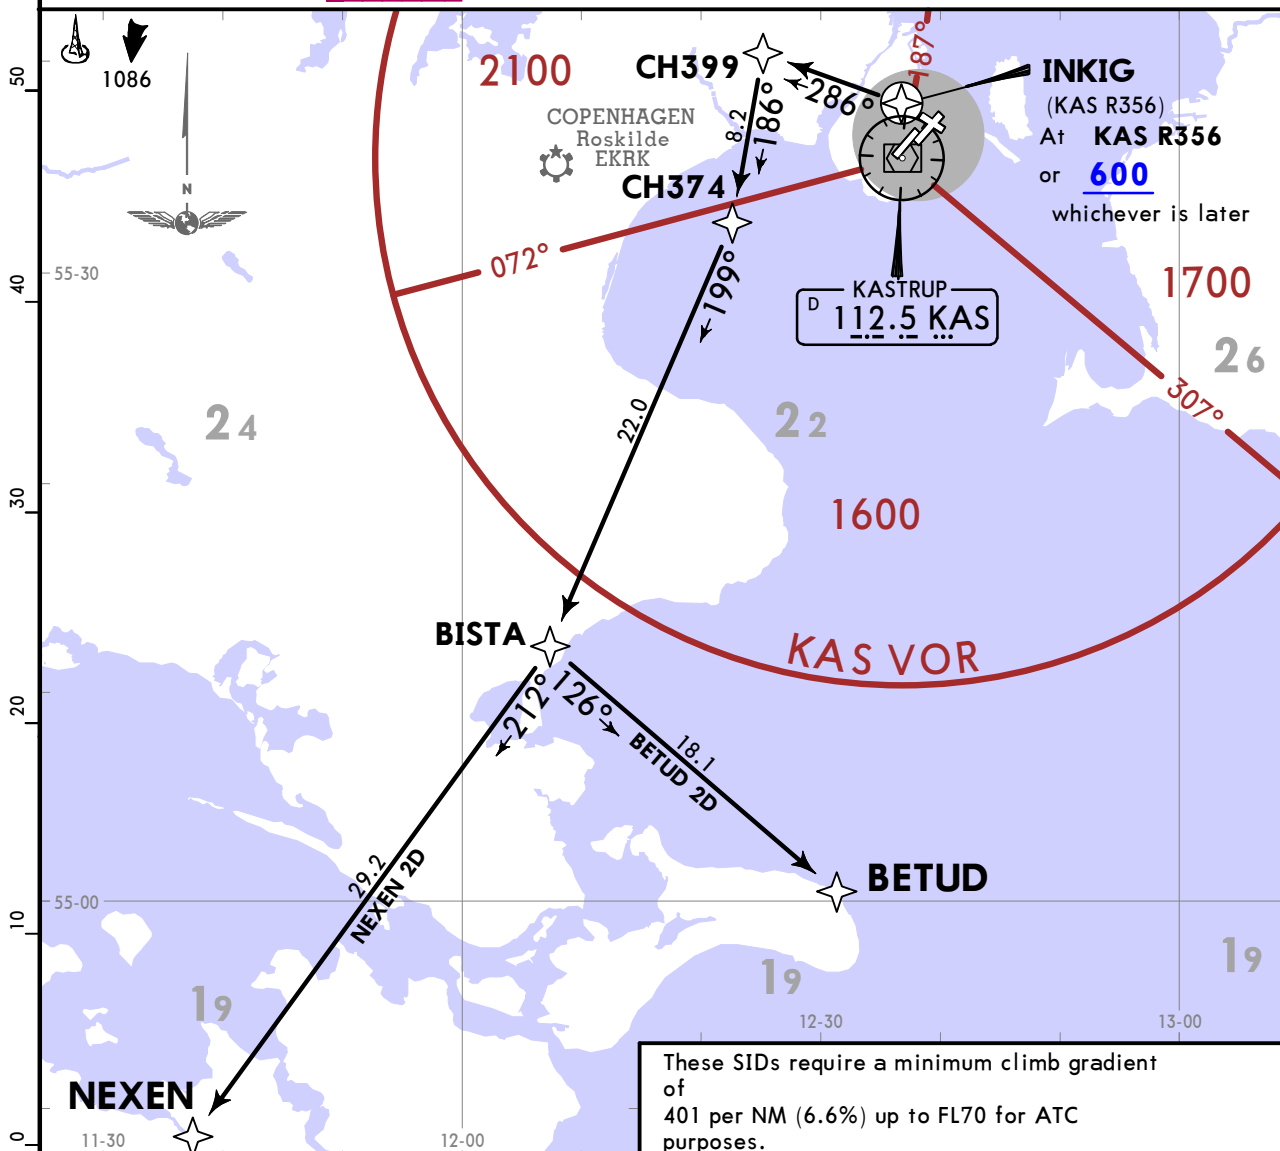 50
40
30
20
10
0
1086
N
2100
CH399
286°
187°
INKIG
(KAS R356)
At KAS R356
or 600
whichever is later
COPENHAGEN
Roskilde
EKRK
8.2
186°
CH374
072°
199°
KASTRUP
D 112.5 KAS
1700
26
307°
55-30
24
22.0
22
1600
BISTA
KAS VOR
212°
126°
18.1
BETUD 2D
29.2
NEXEN 2D
BETUD
55-00
19
19
19
12-30
13-00
NEXEN
11-30
12-00
These SIDs require a minimum climb gradient
of
401 per NM (6.6%) up to FL70 for ATC
purposes.